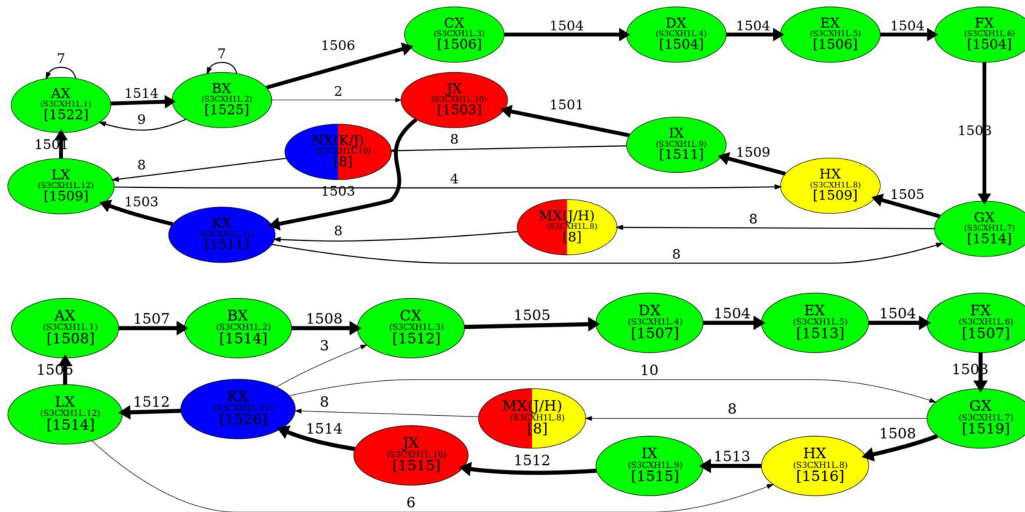 1504
1504
1504
CX
(S3CXH1L.3)
[1506]
DX
(S3CXH1L.4)
[1504]
EX
(S3CXH1L.5)
[1506]
FX
(S3CXH1L.6)
[1504]
7
7
1506
AX
(S3CXH1L.1)
[1522]
1514
BX
(S3CXH1L.2)
[1525]
2
JX
(S3CXH1L.10)
[1503]
9
1501
1501
1503
NX(K/J)
(S3CXH1L.10)
[8]
8
IX
(S3CXH1L.9)
[1511]
8
1509
LX
(S3CXH1L.12)
[1509]
4
HX
(S3CXH1L.8)
[1509]
1503
1503
1505
KX
(S3CXH1L.11)
[1511]
8
MX(J/H)
(S3CXH1L.8)
[8]
8
GX
(S3CXH1L.7)
[1514]
8
AX
(S3CXH1L.1)
[1508]
1507
BX
(S3CXH1L.2)
[1514]
1508
CX
(S3CXH1L.3)
[1512]
1505
DX
(S3CXH1L.4)
[1507]
1504
EX
(S3CXH1L.5)
[1513]
1504
FX
(S3CXH1L.6)
[1507]
3
1503
10
LX
(S3CXH1L.12)
[1514]
1512
KX
(S3CXH1L.11)
[1526]
8
MX(J/H)
(S3CXH1L.8)
[8]
8
GX
(S3CXH1L.7)
[1519]
1514
1508
JX
(S3CXH1L.10)
[1515]
1512
IX
(S3CXH1L.9)
[1515]
1513
HX
(S3CXH1L.8)
[1516]
6